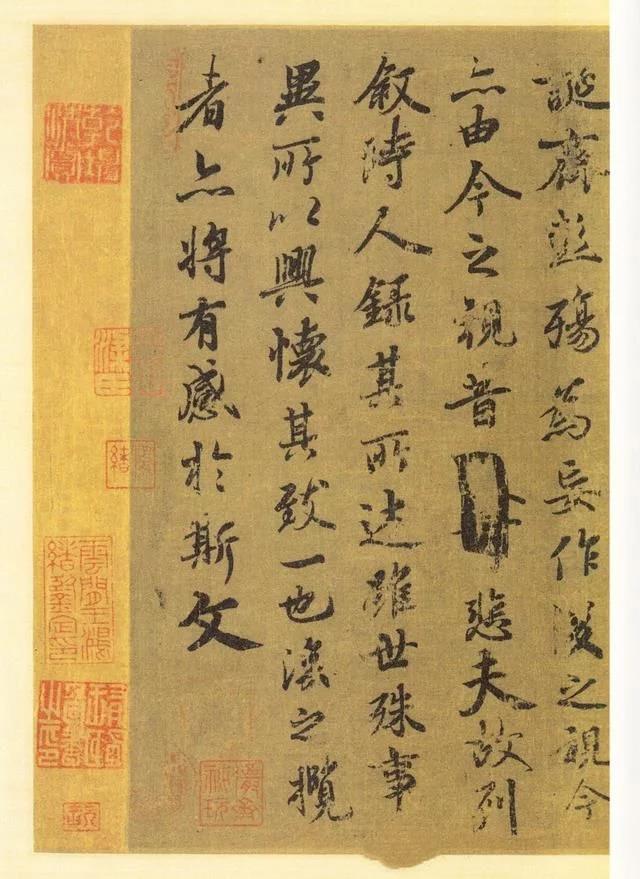 誕齊彭殤為妄作後之視今
亦由今之視昔悲夫故列
叙時人錄其所述雖世殊事
異所以興懷其致一也後之攬
者亦將有感於斯文